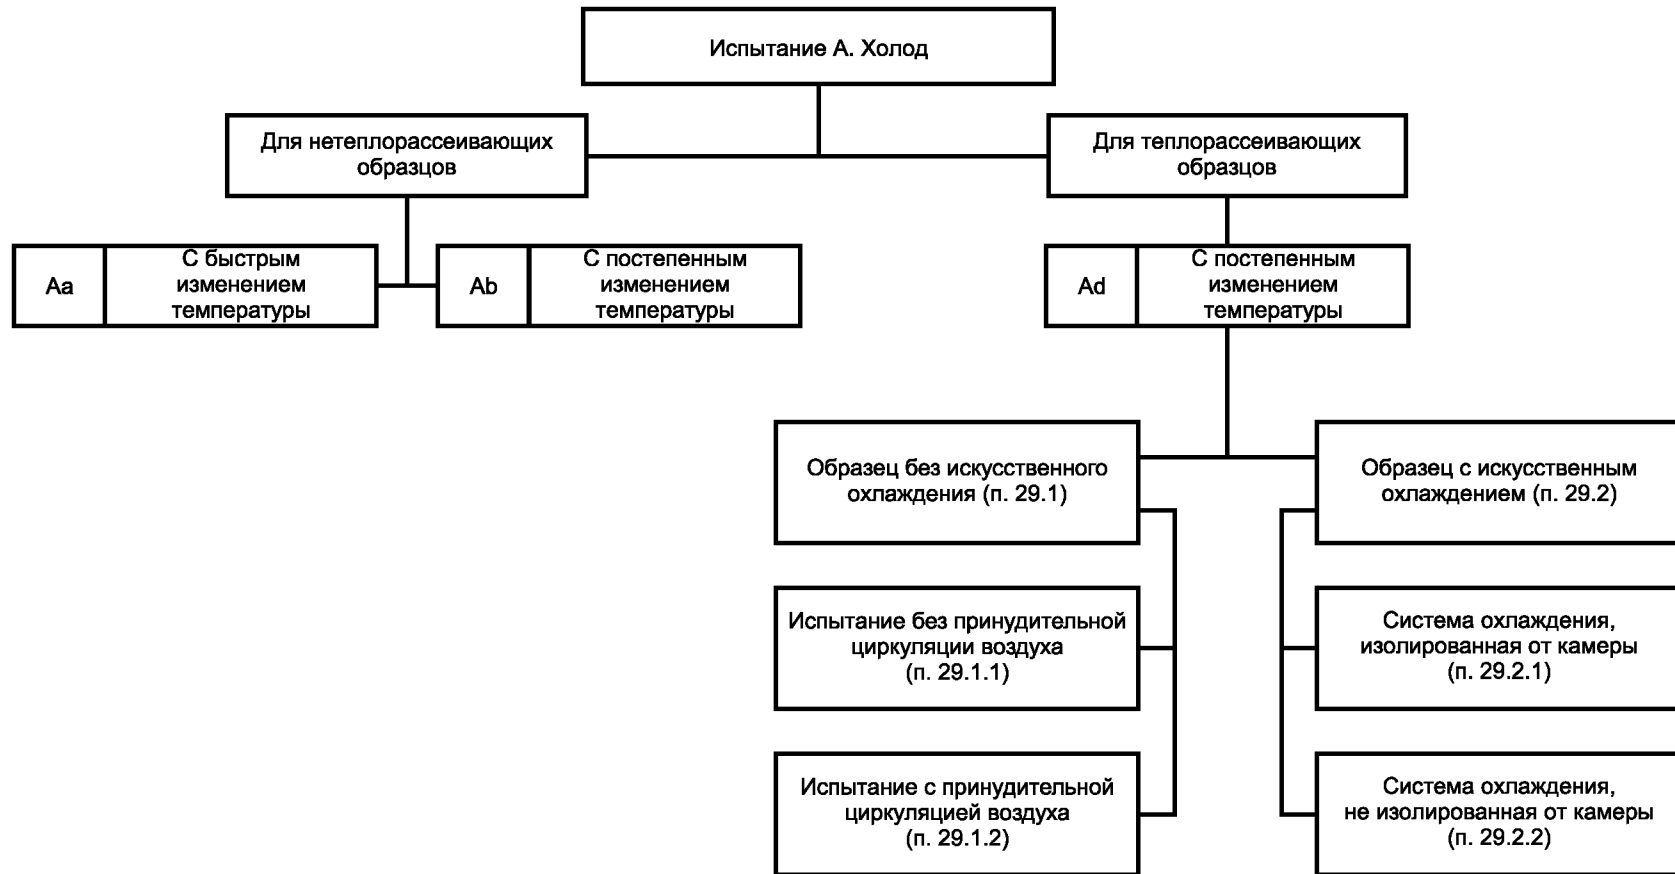 Испытание А. Холод
Для нетеплорассеивающих
образцов
Для теплорассеивающих
образцов
Aa
С быстрым
изменением
температуры
Ab
С постепенным
изменением
температуры
Ad
С постепенным
изменением
температуры
Образец без искусственного
охлаждения (п. 29.1)
Образец с искусственным
охлаждением (п. 29.2)
Испытание без принудительной
циркуляции воздуха
(п. 29.1.1)
Система охлаждения,
изолированная от камеры
(п. 29.2.1)
Испытание с принудительной
циркуляцией воздуха
(п. 29.1.2)
Система охлаждения,
не изолированная от камеры
(п. 29.2.2)